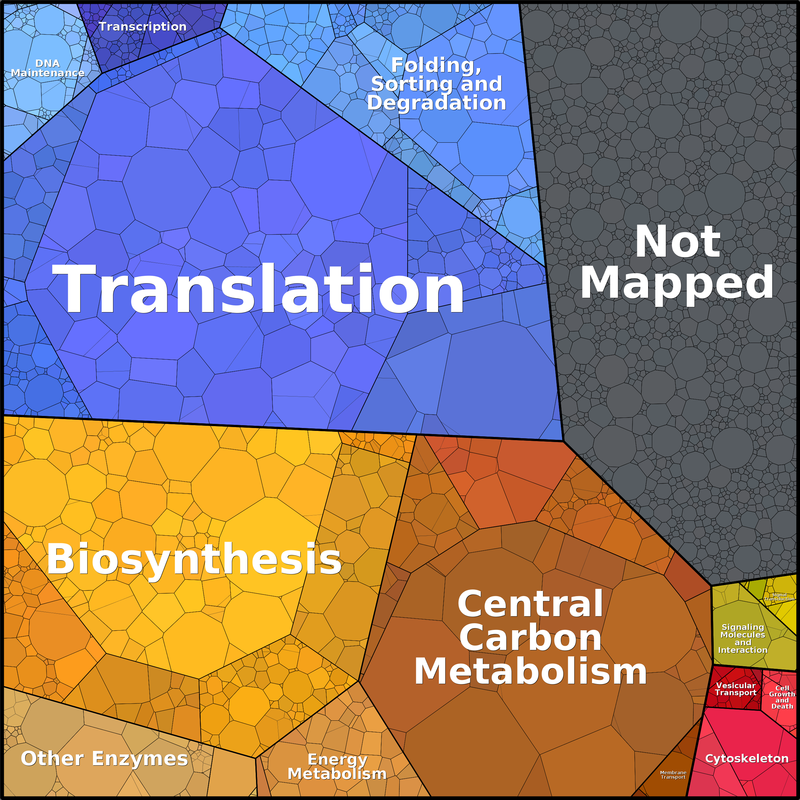 Transcription
DNA
Maintenance
Folding,
Sorting and
Degradation
Not
Mapped
Translation
Biosynthesis
Central
Carbon
Metabolism
Signaling
Molecules
and
Interaction
Vesicular
Transport
Cell
Growth
and
Death
Cytoskeleton
Other Enzymes
Energy
Metabolism
Membrane
Transport